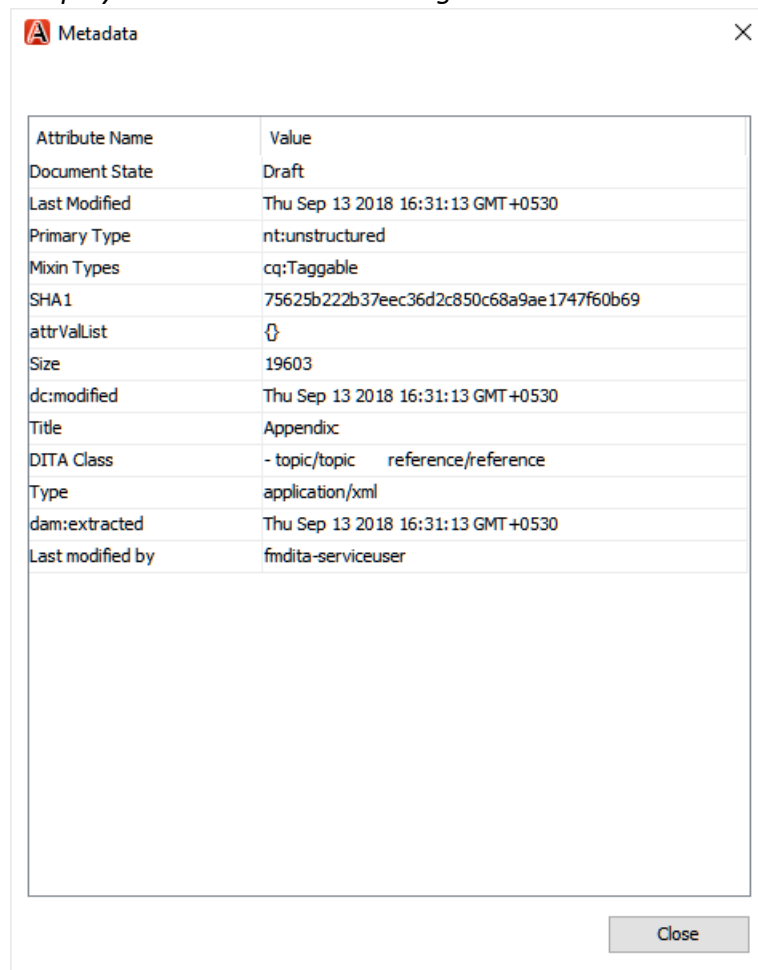 Metadata
Attribute Name Value
Document State Draft
Last Modified Thu Sep 13 2018 16:31:13 GMT+0530
Primary Type nt:unstructured
Mixin Types cq:Taggable
SHA1 75625b222b37eec36d2c850c68a9ae1747f60b69
attrValList {}
Size 19603
dc:modified Thu Sep 13 2018 16:31:13 GMT+0530
Title Appendix
DITA Class - topic/topic reference/reference
Type application/xml
dam:extracted Thu Sep 13 2018 16:31:13 GMT+0530
Last modified by fmdita-serviceuser
Close